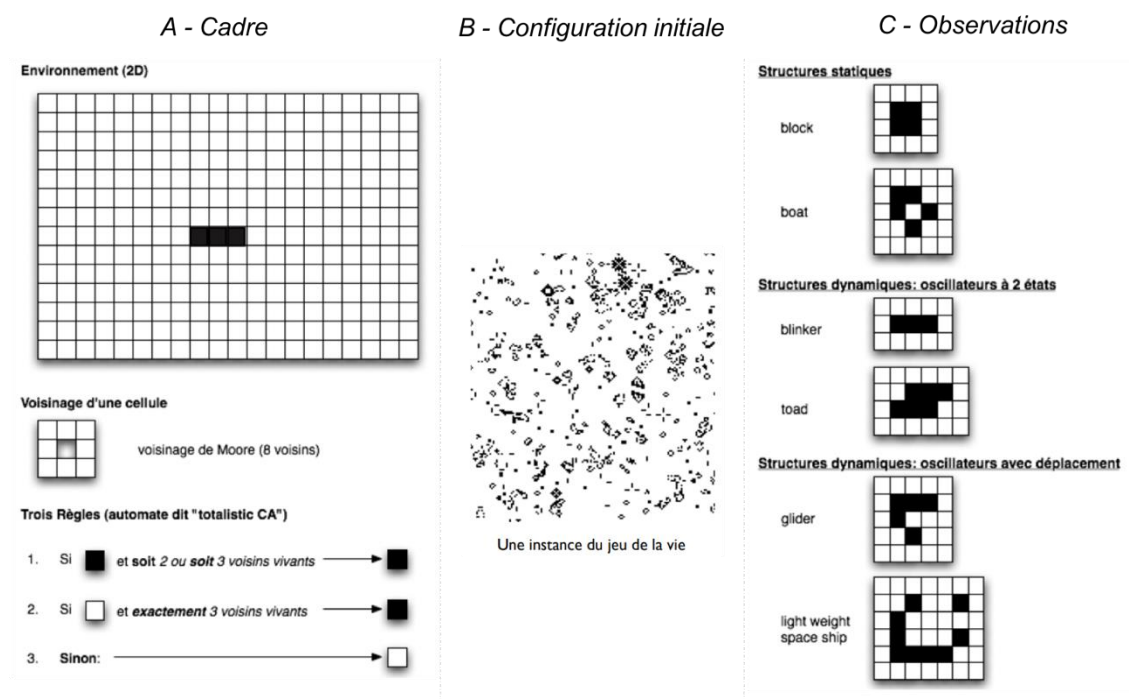 A - Cadre
B - Configuration initiale
C - Observations
Environnement (2D)
Voisinage d'une cellule
voisinage de Moore (8 voisins)
Trois Règles (automate dit "totalistic CA")
1. Si et soit 2 ou soit 3 voisins vivants
2. Si et exactement 3 voisins vivants
3. Sinon:
Une instance du jeu de la vie
Structures statiques
block
boat
Structures dynamiques: oscillateurs à 2 états
blinker
toad
Structures dynamiques: oscillateurs avec déplacement
glider
light weight
space ship